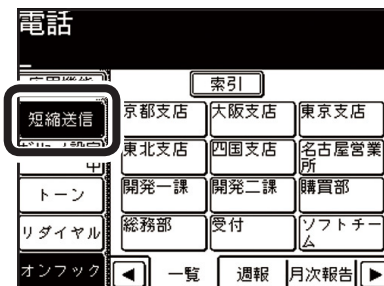 電話
応用機能
索引
短縮送信
京都支店 大阪支店 東京支店
東北支店 四国支店 名古屋営業所
中
トーン
開発一課 開発二課 購買部
リダイヤル
総務部 受付 ソフトチーム
オンフック
一覧 週報 月次報告